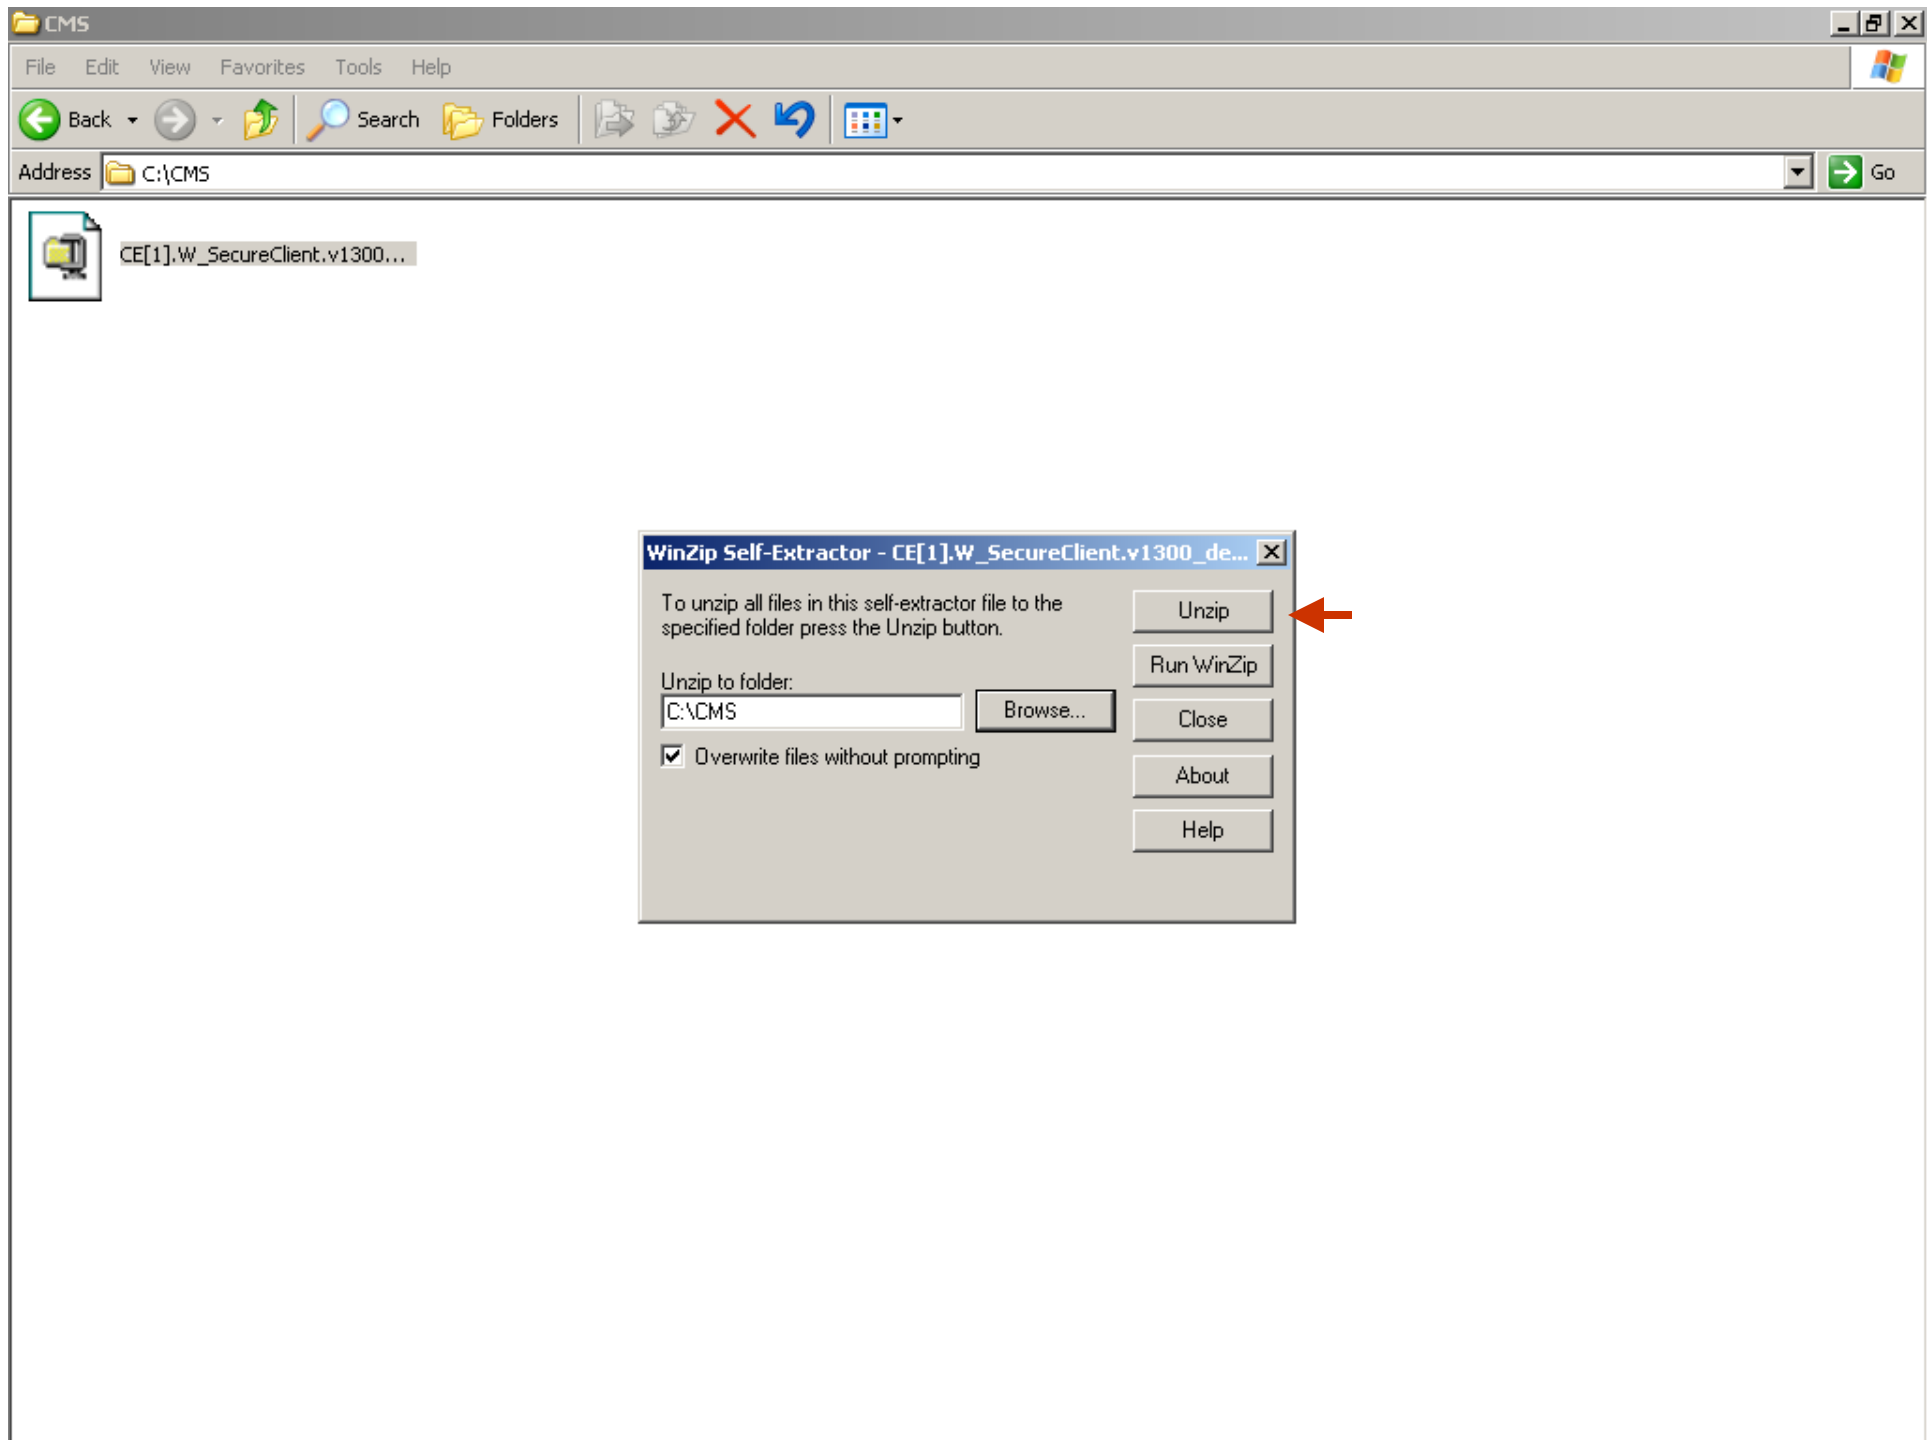 CMS
File Edit View Favorites Tools Help
Back Search Folders
Address C:\CMS Go
CE[1].W_SecureClient.v1300...
WinZip Self-Extractor - CE[1].W_SecureClient.v1300_de...
To unzip all files in this self-extractor file to the
specified folder press the Unzip button.
Unzip to folder:
C:\CMS
Browse...
Overwrite files without prompting
Unzip
Run WinZip
Close
About
Help